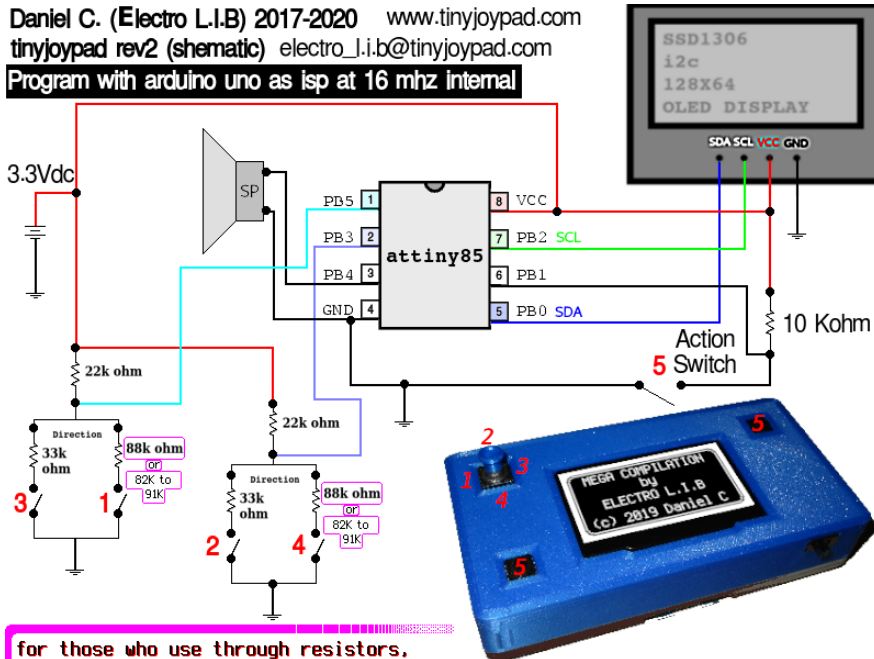 Daniel C. (Electro L.I.B) 2017-2020 www.tinyjoypad.com
tinyjoypad rev2 (shematic) electro_l.i.b@tinyjoypad.com
Program with arduino uno as isp at 16 mhz internal
SSD1306
i2c
128X64
OLED DISPLAY
SDA SCL VCC GND
3.3Vdc
SP
PB5 1
PB3 2
PB4 3
GND 4
attiny85
8 VCC
7 PB2 SCL
6 PB1
5 PB0 SDA
10 Kohm
Action
5 Switch
22k ohm
Direction
33k
ohm
88k ohm
or
82K to
91K
3
1
22k ohm
Direction
33k
ohm
88k ohm
or
82K to
91K
2
4
2
1
3
4
5
5
MEGA COMPILATION
by
ELECTRO L.I.B
(c) 2019 Daniel C
for those who use through resistors,